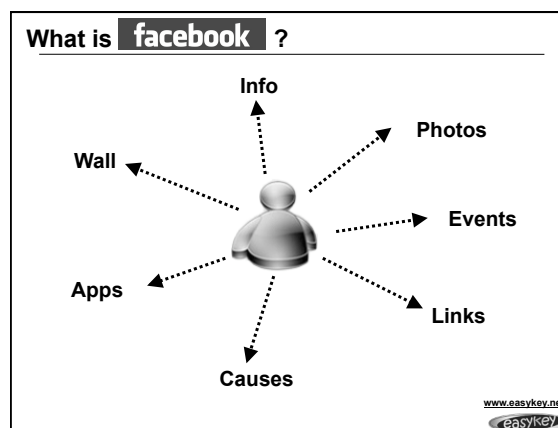 What is facebook ?
Info
Photos
Wall
Events
Apps
Links
Causes
www.easykey.ne
easykey